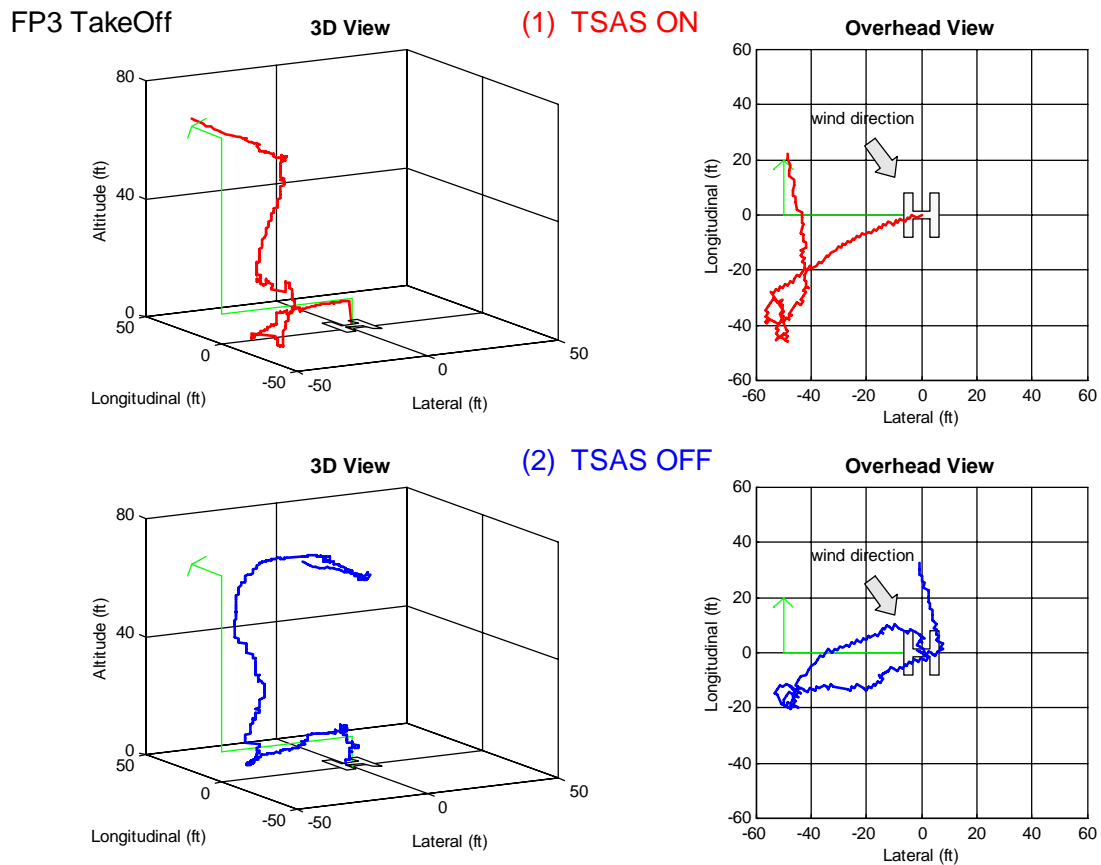 FP3 TakeOff
(1) TSAS ON
3D View
80
40
0
Altitude (ft)
50
0
-50
Longitudinal (ft)
-50
0
50
Lateral (ft)
Overhead View
wind direction
60
40
20
0
-20
-40
-60
Longitudinal (ft)
-60 -40 -20 0 20 40 60
Lateral (ft)
(2) TSAS OFF
3D View
80
40
0
Altitude (ft)
50
0
-50
Longitudinal (ft)
-50
0
50
Lateral (ft)
Overhead View
wind direction
60
40
20
0
-20
-40
-60
Longitudinal (ft)
-60 -40 -20 0 20 40 60
Lateral (ft)